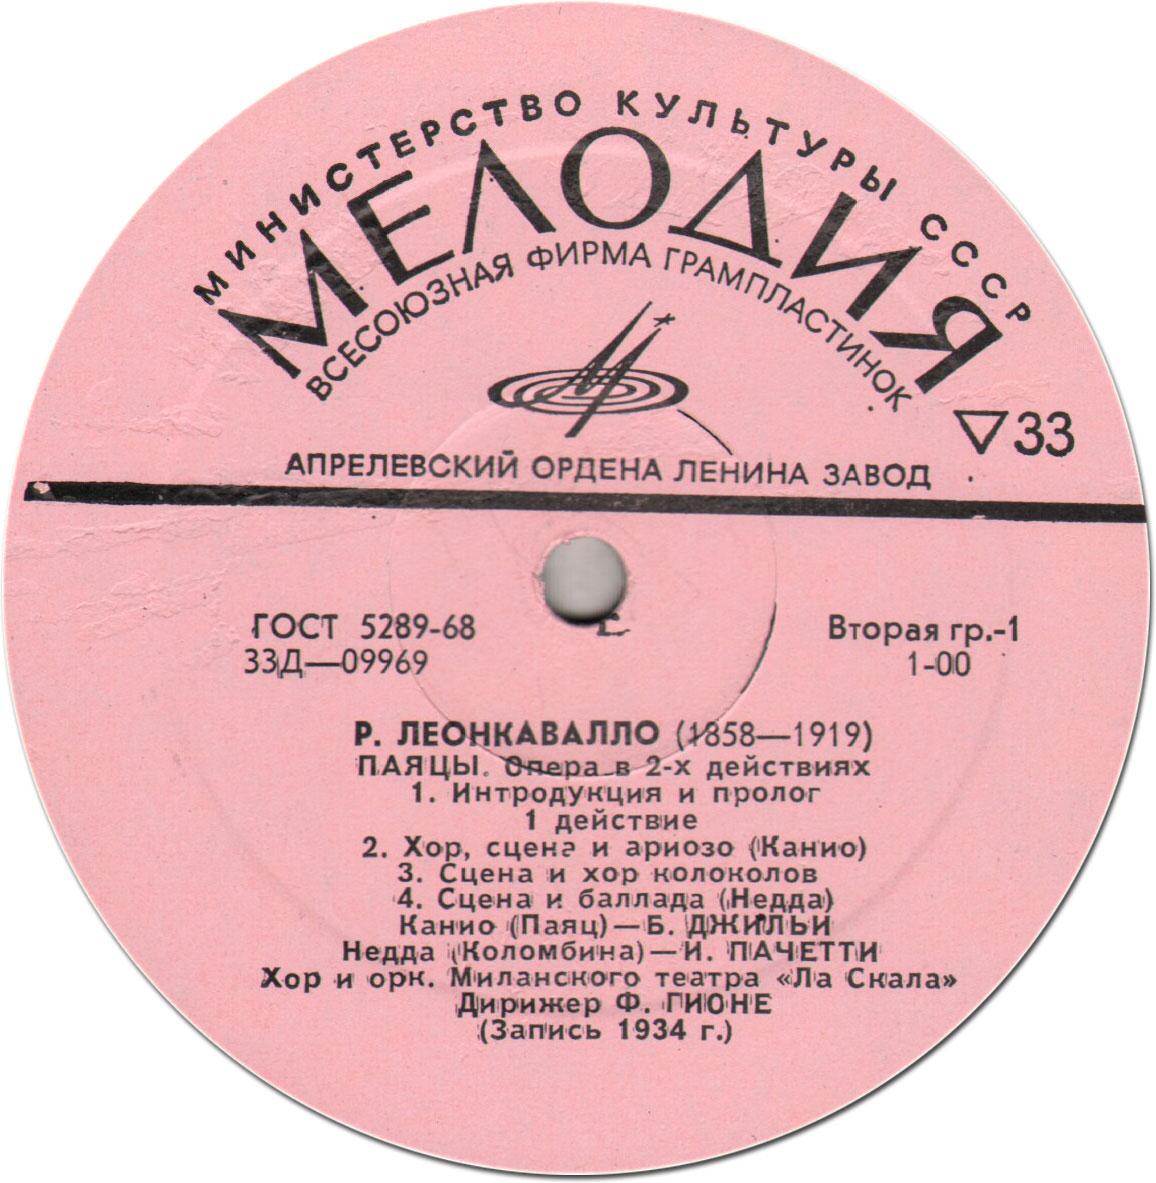 МИНИСТЕРСТВО КУЛЬТУРЫ СССР
МЕЛОДИЯ
ВСЕСОЮЗНАЯ ФИРМА ГРАМПЛАСТИНОК
33
АПРЕЛЕВСКИЙ ОРДЕНА ЛЕНИНА ЗАВОД
ГОСТ 5289-68
Вторая гр.-1
33Д—09969
1-00
Р. ЛЕОНКАВАЛЛО (1858—1919)
ПАЯЦЫ. Опера в 2-х действиях
1. Интродукция и пролог
1 действие
2. Хор, сцена и ариозо (Канио)
3. Сцена и хор колоколов
4. Сцена и баллада (Недда)
Канио (Паяц)—Б. ДЖИЛЬИ
Недда (Коломбина)—И. ПАЧЕТТИ
Хор и орк. Миланского театра «Ла Скала»
Дирижер Ф. ГИОНЕ
(Запись 1934 г.)